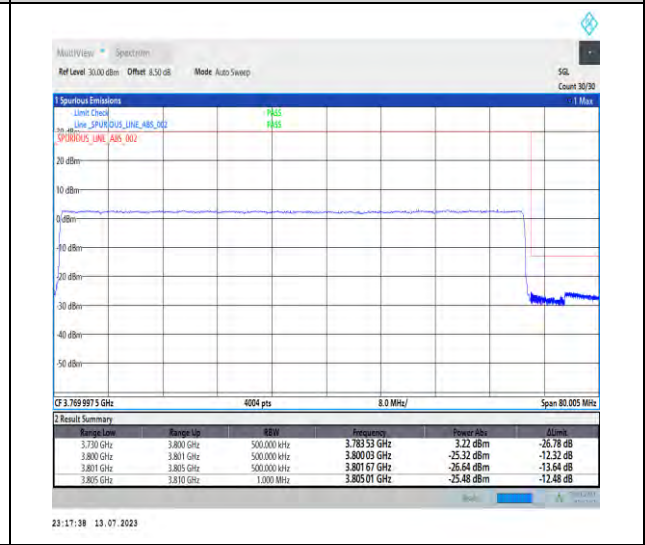 MultiView Spectrum
Ref Level 30.00 dBm Offset 8.50 dB Mode Auto Sweep SGL
Count 30/30
1 Spurious Emissions 1 Max
Limit Check PASS
Line _SPURIOUS_LINE_ABS_002 PASS
_SPURIOUS_LINE_ABS_002
20 dBm
10 dBm
0 dBm
-10 dBm
-20 dBm
-30 dBm
-40 dBm
-50 dBm
CF 3.769 997 5 GHz 4004 pts 8.0 MHz/ Span 80.005 MHz
2 Result Summary
Range Low Range Up RBW Frequency Power Abs ΔLimit
3.730 GHz 3.800 GHz 500.000 kHz 3.783 53 GHz 3.22 dBm -26.78 dB
3.800 GHz 3.801 GHz 500.000 kHz 3.800 03 GHz -25.32 dBm -12.32 dB
3.801 GHz 3.805 GHz 500.000 kHz 3.801 67 GHz -26.64 dBm -13.64 dB
3.805 GHz 3.810 GHz 1.000 MHz 3.805 01 GHz -25.48 dBm -12.48 dB
23:17:38 13.07.2023